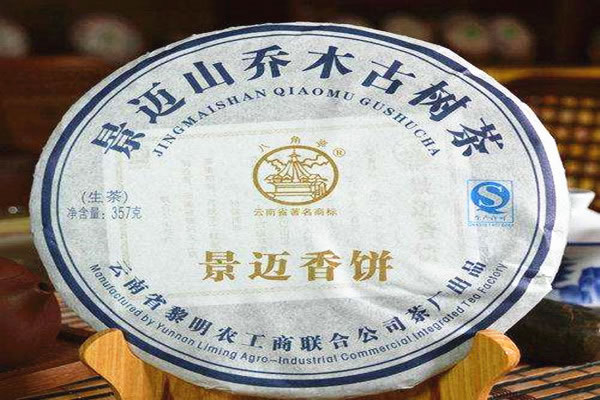 景迈山乔木古树茶
JINGMAISHAN QIAOMU GUSHUCHA
八角亭®
云南省著名商标
(生茶)
净含量:357克
景迈香饼
云南省黎明农工商联合公司茶厂出品
Manufactured by Yunnan Liming Agro-Industrial Commercial Integrated Tea Factory